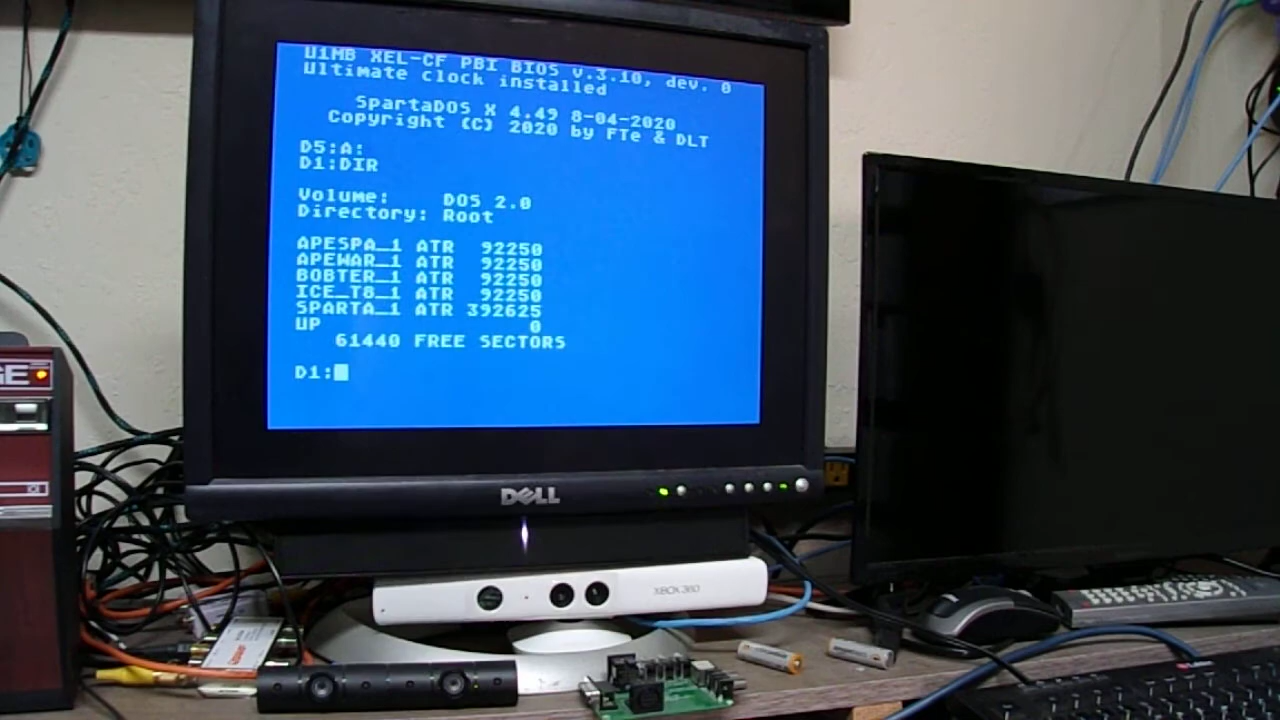 U1MB XEL-CF PBI BIOS v.3.10, dev. 0
Ultimate clock installed
SpartaDOS X 4.49 8-04-2020
Copyright (C) 2020 by FTe & DLT
D5:A:
D1:DIR
Volume: DOS 2.0
Directory: Root
APESPA_1 ATR 92250
APEWAR_1 ATR 92250
BOBTER_1 ATR 92250
ICE_T8_1 ATR 92250
SPARTA_1 ATR 392625
UP 0
61440 FREE SECTORS
D1:
GE
DELL
XBOX 360